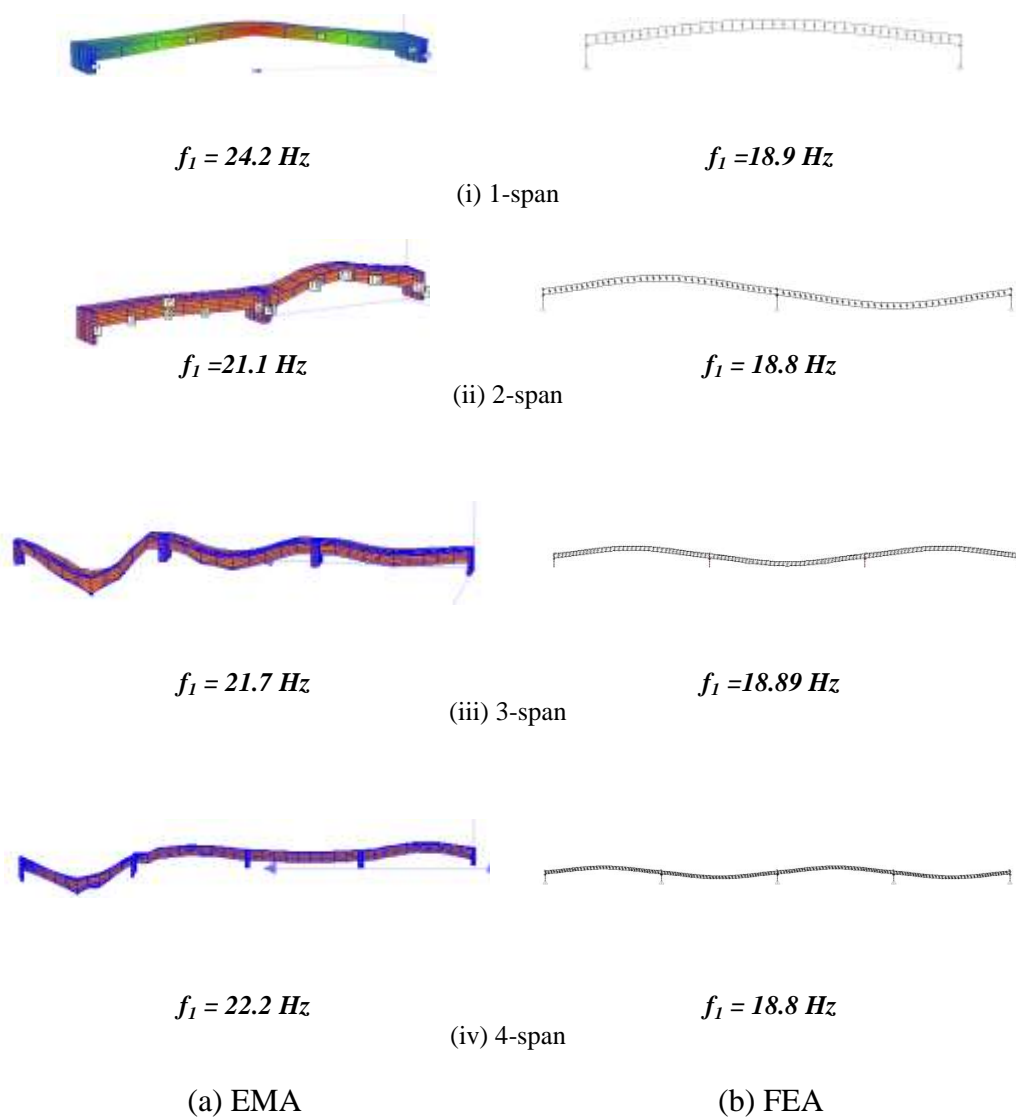 f1 = 24.2 Hz f1 =18.9 Hz
(i) 1-span
f1 =21.1 Hz f1 = 18.8 Hz
(ii) 2-span
f1 = 21.7 Hz f1 =18.89 Hz
(iii) 3-span
f1 = 22.2 Hz f1 = 18.8 Hz
(iv) 4-span
(a) EMA (b) FEA